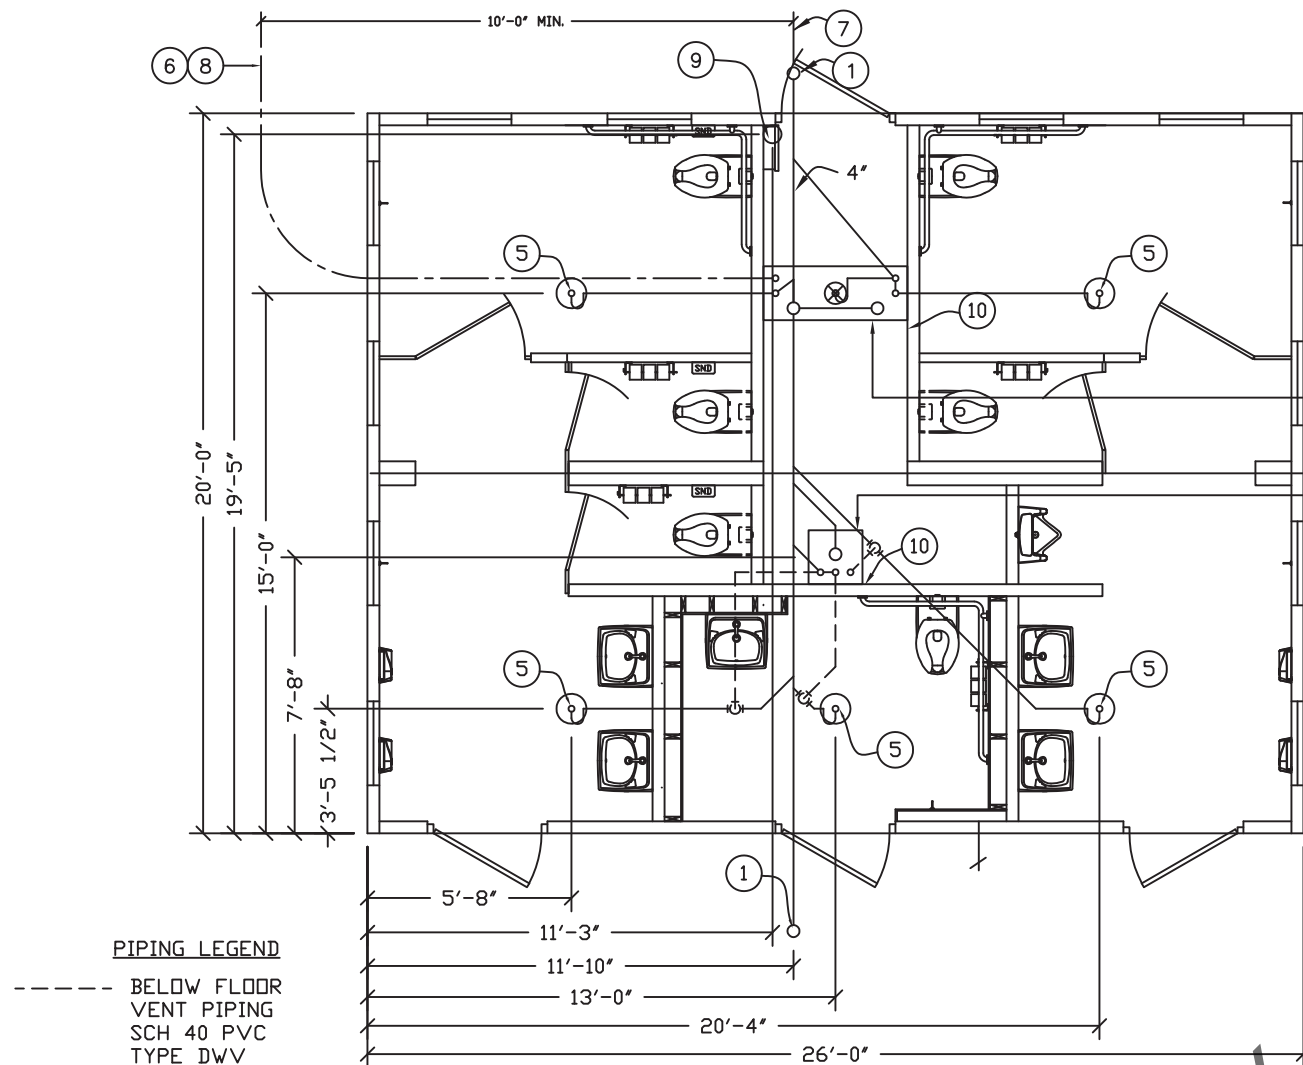 10'-0" MIN.
7
6 8
9
1
SND
4"
5
5
10
SND
SND
10
20'-0"
19'-5"
15'-0"
7'-8"
3'-5 1/2"
5
5
5
1
5'-8"
11'-3"
11'-10"
13'-0"
20'-4"
26'-0"
PIPING LEGEND
BELOW FLOOR
VENT PIPING
SCH 40 PVC
TYPE DWV